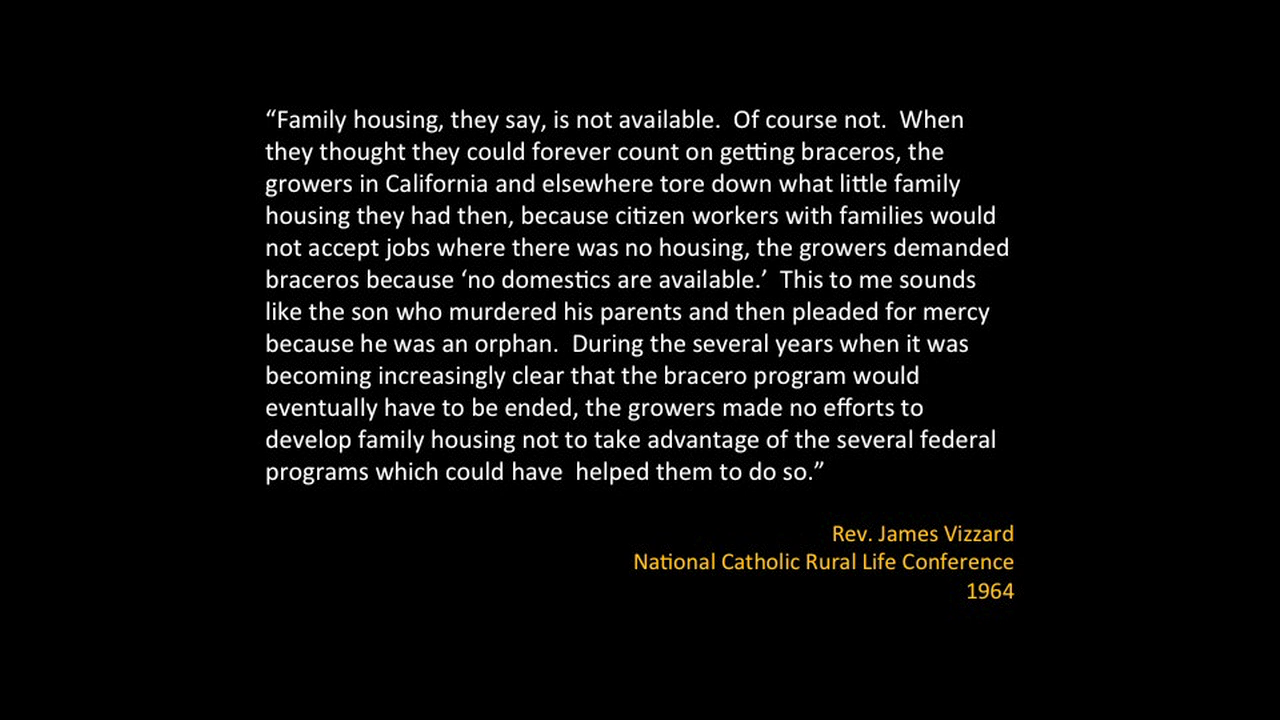 “Family housing, they say, is not available.  Of course not.  When
they thought they could forever count on getting braceros, the
growers in California and elsewhere tore down what little family
housing they had then, because citizen workers with families would
not accept jobs where there was no housing, the growers demanded
braceros because ‘no domestics are available.’  This to me sounds
like the son who murdered his parents and then pleaded for mercy
because he was an orphan.  During the several years when it was
becoming increasingly clear that the bracero program would
eventually have to be ended, the growers made no efforts to
develop family housing not to take advantage of the several federal
programs which could have  helped them to do so.”
Rev. James Vizzard
National Catholic Rural Life Conference
1964